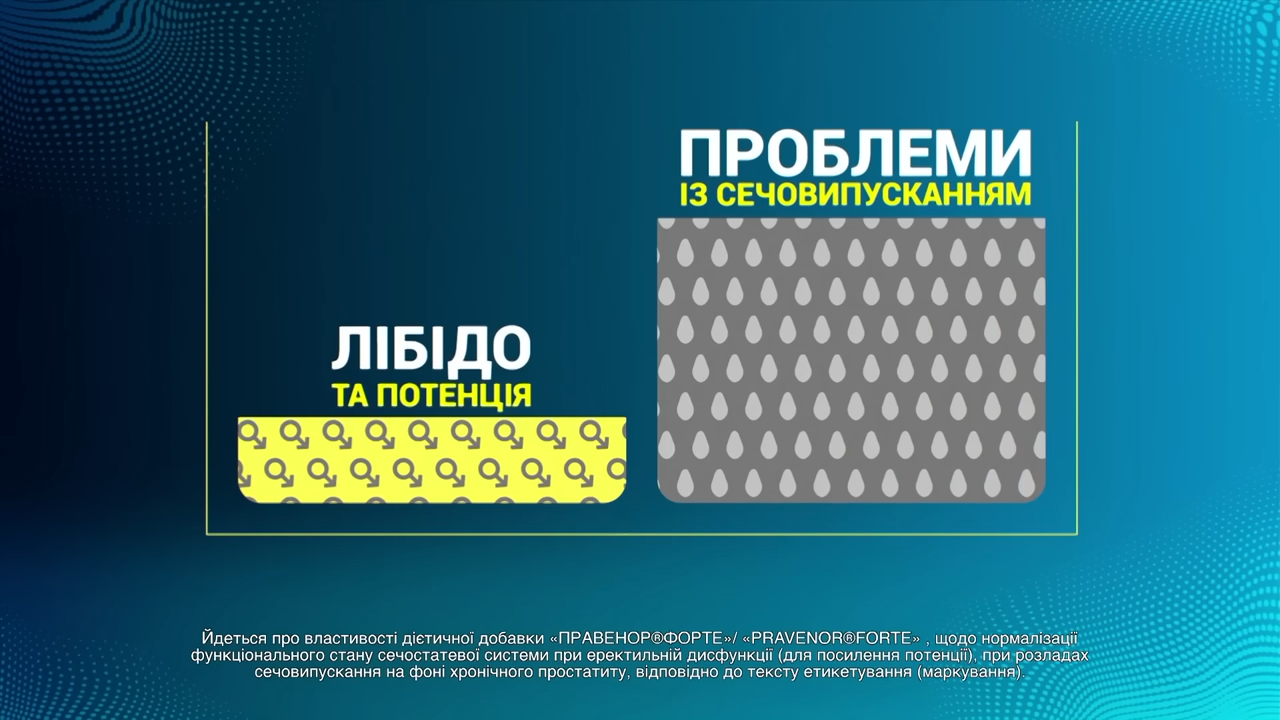 ПРОБЛЕМИ
ІЗ СЕЧОВИПУСКАННЯМ
ЛІБІДО
ТА ПОТЕНЦІЯ
Йдеться про властивості дієтичної добавки «ПРАВЕНОР®ФОРТЕ»/ «PRAVENOR®FORTE» , щодо нормалізації
функціонального стану сечостатевої системи при еректильній дисфункції (для посилення потенції), при розладах
сечовипускання на фоні хронічного простатиту, відповідно до тексту етикетування (маркування).